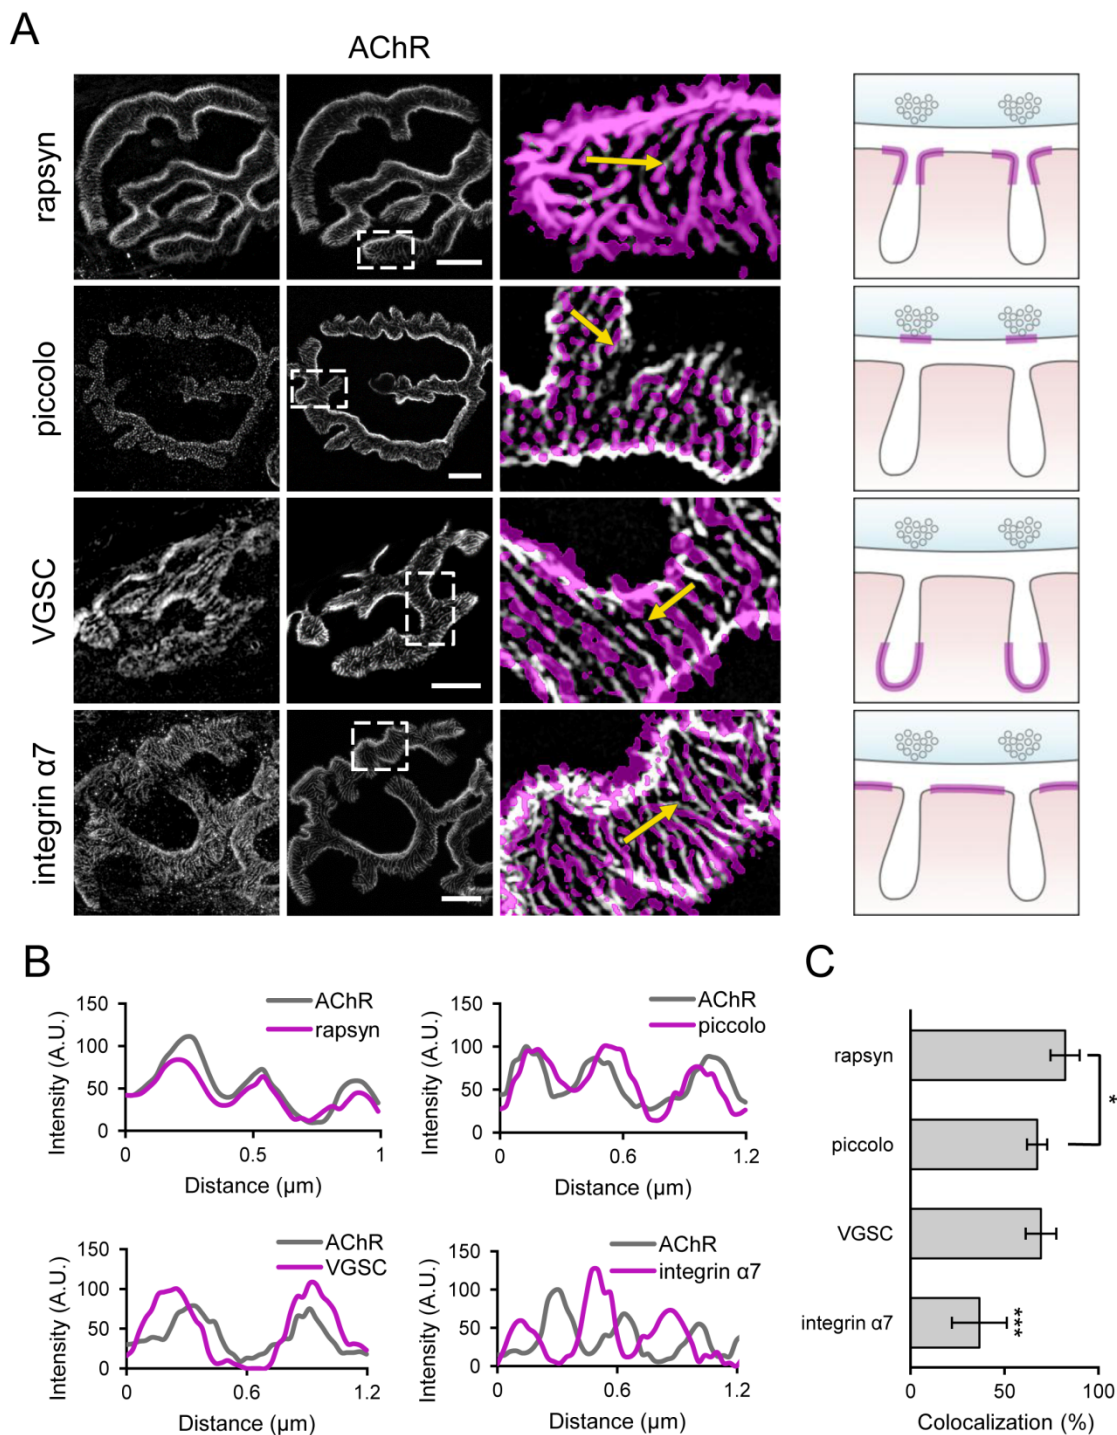 A
AChR
rapsyn
piccolo
VGSC
integrin α7
B
Intensity (A.U.)
150
100
50
0
AChR
rapsyn
0
0.5
1
Distance (µm)
Intensity (A.U.)
150
100
50
0
AChR
piccolo
0
0.6
1.2
Distance (µm)
Intensity (A.U.)
150
100
50
0
AChR
VGSC
0
0.6
1.2
Distance (µm)
Intensity (A.U.)
150
100
50
0
AChR
integrin α7
0
0.6
1.2
Distance (µm)
C
rapsyn
*
piccolo
VGSC
integrin α7
***
0
50
100
Colocalization (%)